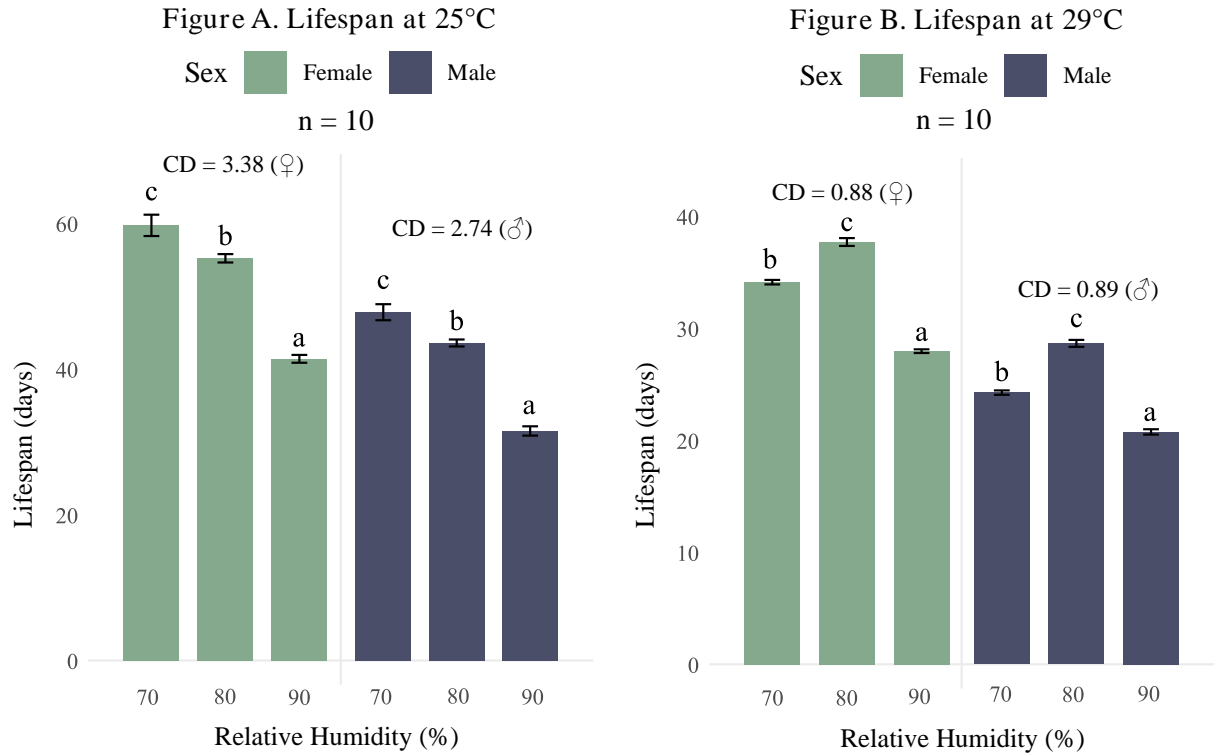 Figure A. Lifespan at 25°C
Sex Female Male
n = 10
CD = 3.38 (♀)
c
b
a
CD = 2.74 (♂)
c
b
a
60
40
20
0
Lifespan (days)
70 80 90 70 80 90
Relative Humidity (%)
Figure B. Lifespan at 29°C
Sex Female Male
n = 10
CD = 0.88 (♀)
b
c
a
CD = 0.89 (♂)
b
c
a
40
30
20
10
0
Lifespan (days)
70 80 90 70 80 90
Relative Humidity (%)